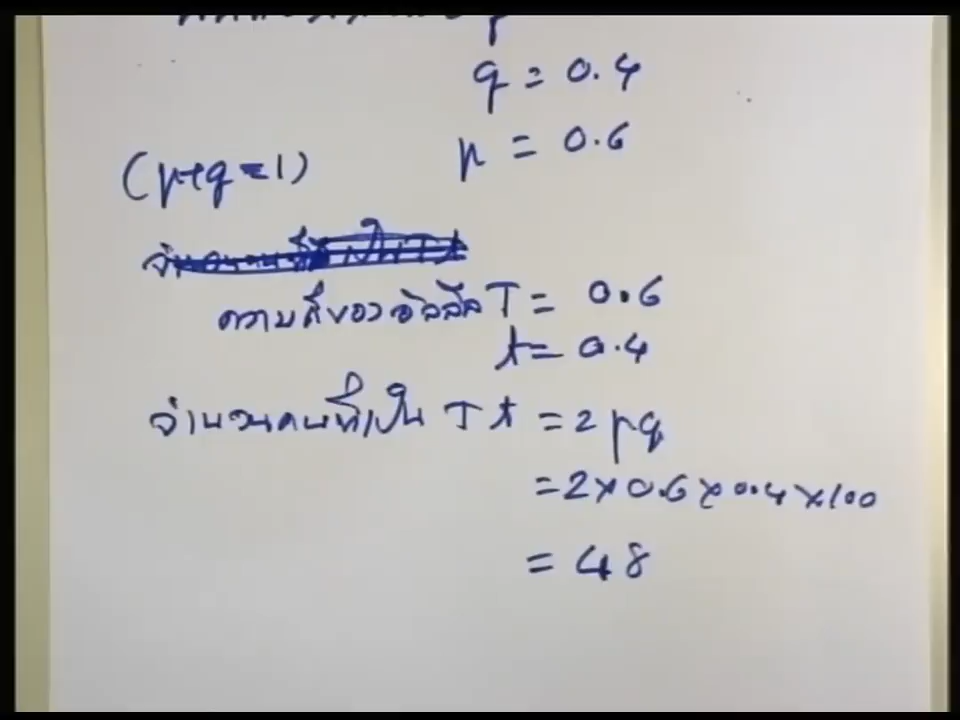 q = 0.4
p = 0.6
(p+q=1)
ความถี่ของอัลลีล T = 0.6
t = 0.4
จำนวนคนที่เป็น Tt = 2pq
= 2×0.6×0.4×100
= 48